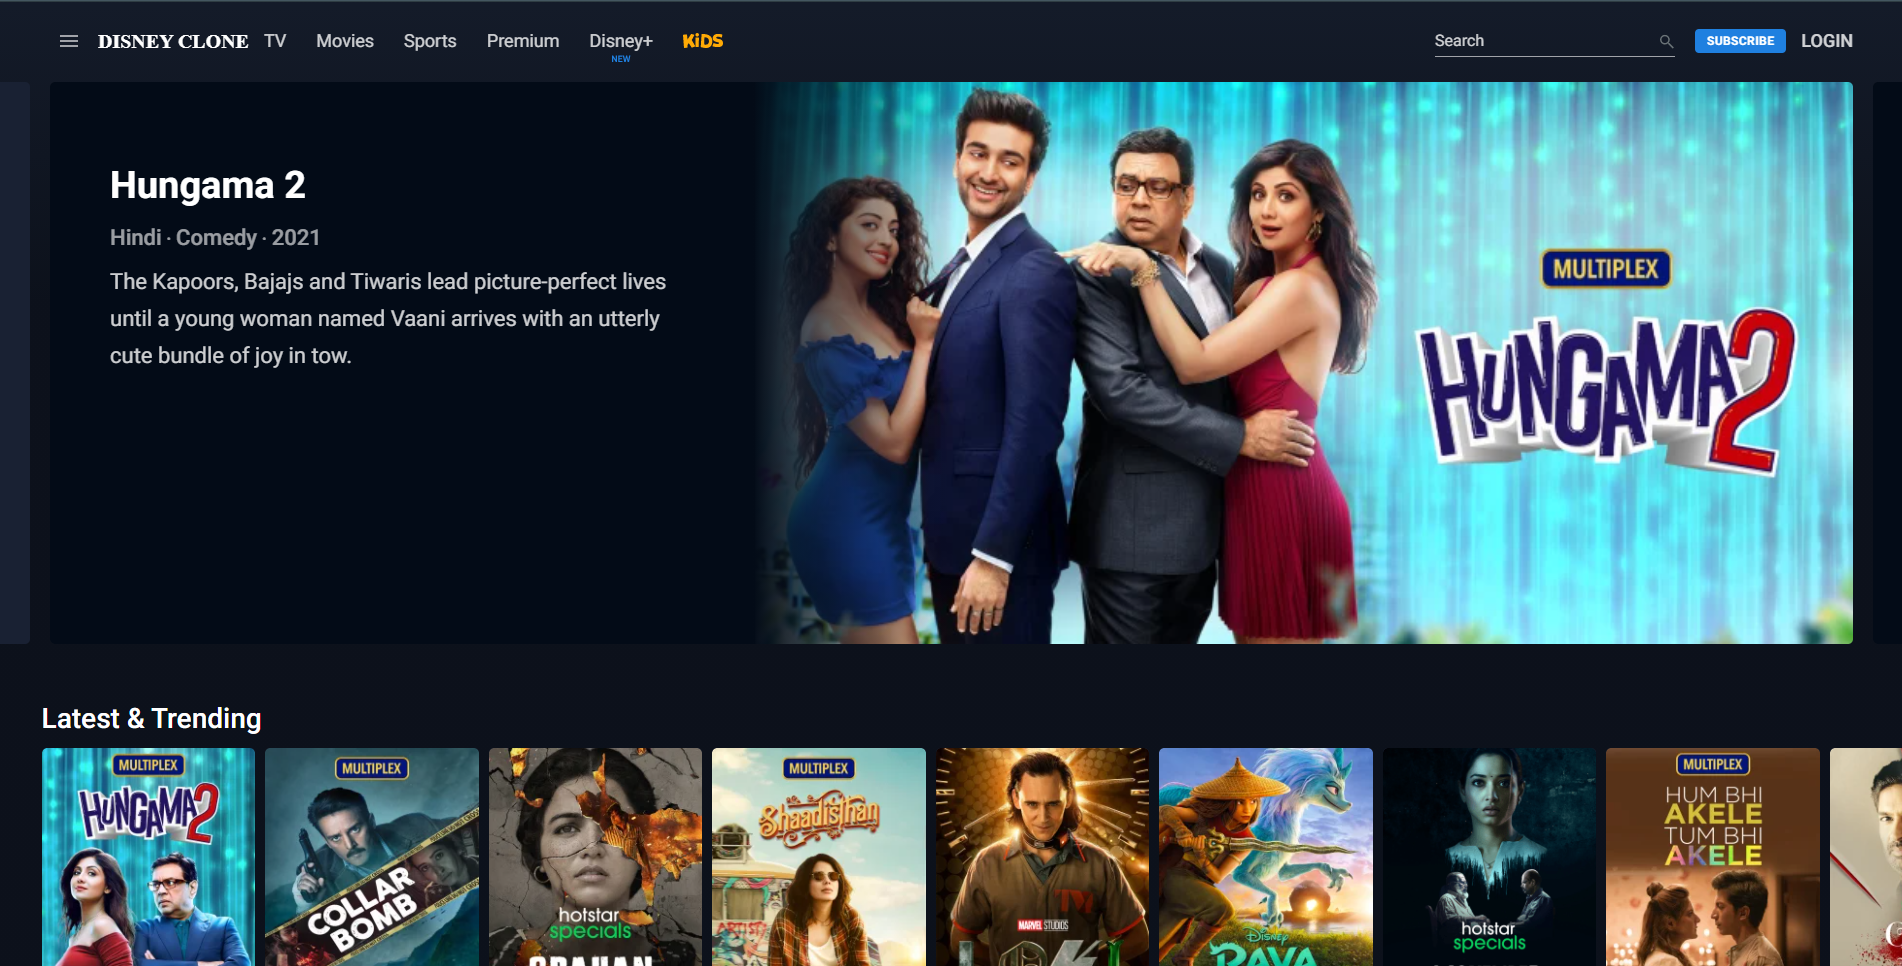 DISNEY CLONE TV Movies Sports Premium Disney+ KiDS Search SUBSCRIBE LOGIN
NEW
Hungama 2
Hindi · Comedy · 2021
The Kapoors, Bajajs and Tiwaris lead picture-perfect lives
until a young woman named Vaani arrives with an utterly
cute bundle of joy in tow.
MULTIPLEX
HUNGAMA 2
Latest & Trending
MULTIPLEX
HUNGAMA 2
MULTIPLEX
COLLAR
BOMB
hotstar
specials
GRAHAN
MULTIPLEX
Shaadisthan
ARTIST
MARVEL STUDIOS
LOKI
DISNEY
RAYA
hotstar
specials
MULTIPLEX
HUM BHI
AKELE
TUM BHI
AKELE